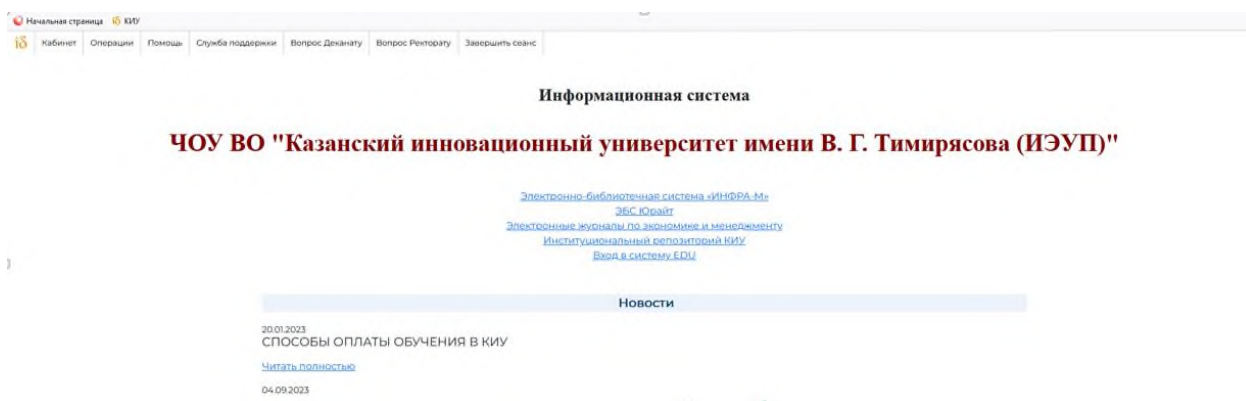 Начальная страница iδ КИУ
iδ Кабинет Операции Помощь Служба поддержки Вопрос Деканату Вопрос Ректорату Завершить сеанс
Информационная система
ЧОУ ВО "Казанский инновационный университет имени В. Г. Тимирясова (ИЭУП)"
Электронно-библиотечная система «ИНФРА-М»
ЭБС Юрайт
Электронные журналы по экономике и менеджменту
Институциональный репозиторий КИУ
Вход в систему EDU
Новости
20.01.2023
СПОСОБЫ ОПЛАТЫ ОБУЧЕНИЯ В КИУ
Читать полностью
04.09.2023